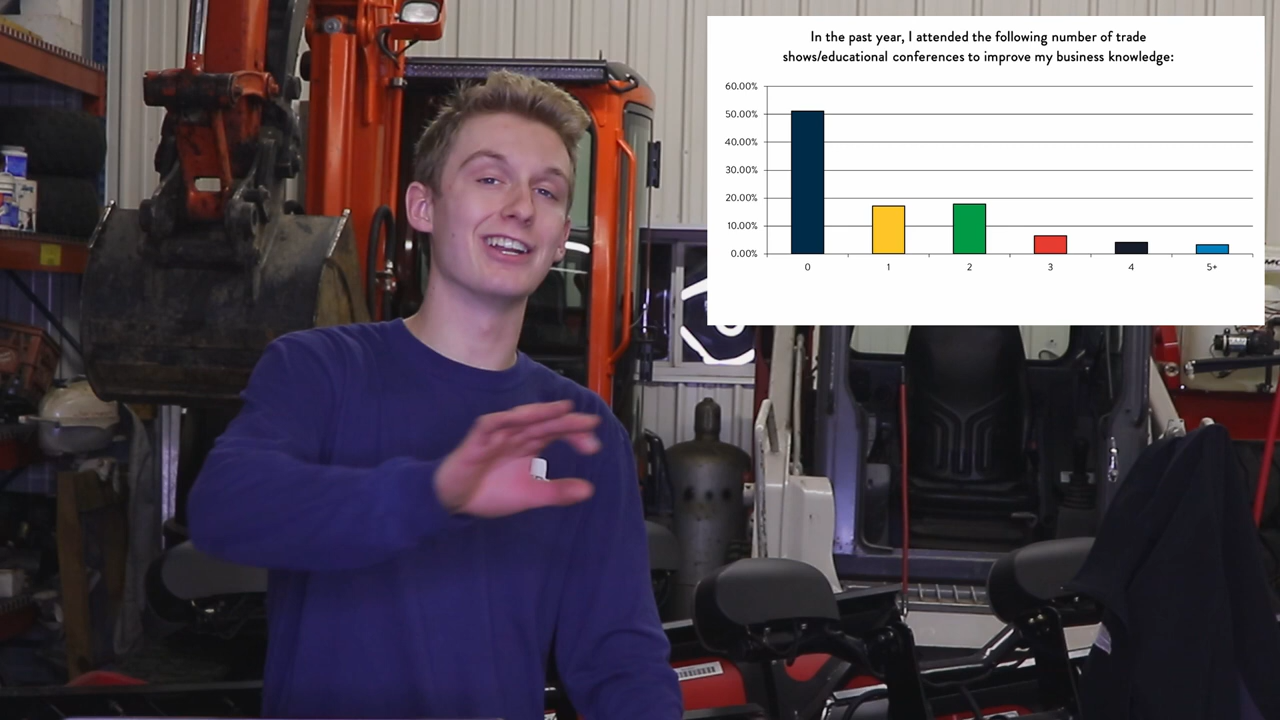 In the past year, I attended the following number of trade
shows/educational conferences to improve my business knowledge:
60.00%
50.00%
40.00%
30.00%
20.00%
10.00%
0.00%
0 1 2 3 4 5+